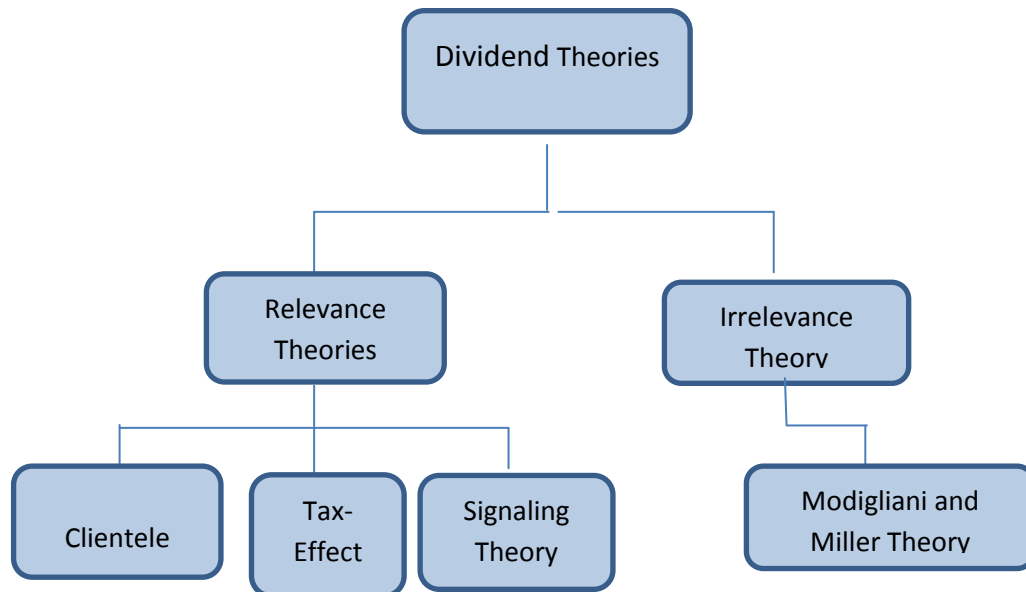 Dividend Theories
Relevance
Theories
Irrelevance
Theory
Clientele
Tax-
Effect
Signaling
Theory
Modigliani and
Miller Theory